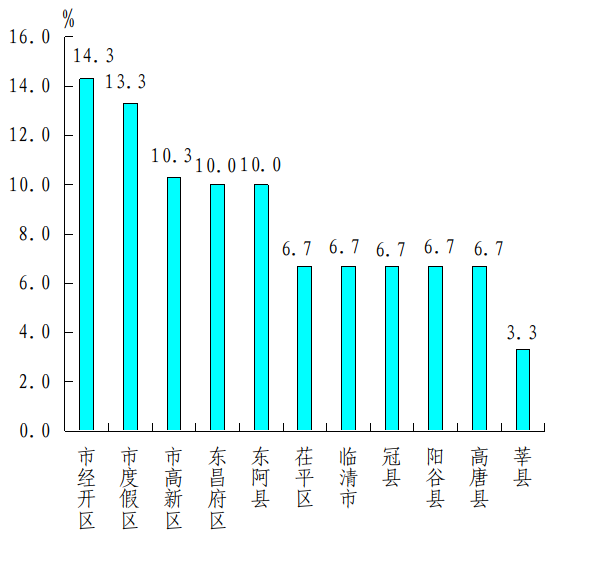 %
16.0
14.0
12.0
10.0
8.0
6.0
4.0
2.0
0.0
14.3
13.3
10.3
10.0
10.0
6.7
6.7
6.7
6.7
6.7
3.3
市经开区
市度假区
市高新区
东昌府区
东阿县
茌平区
临清市
冠县
阳谷县
高唐县
莘县